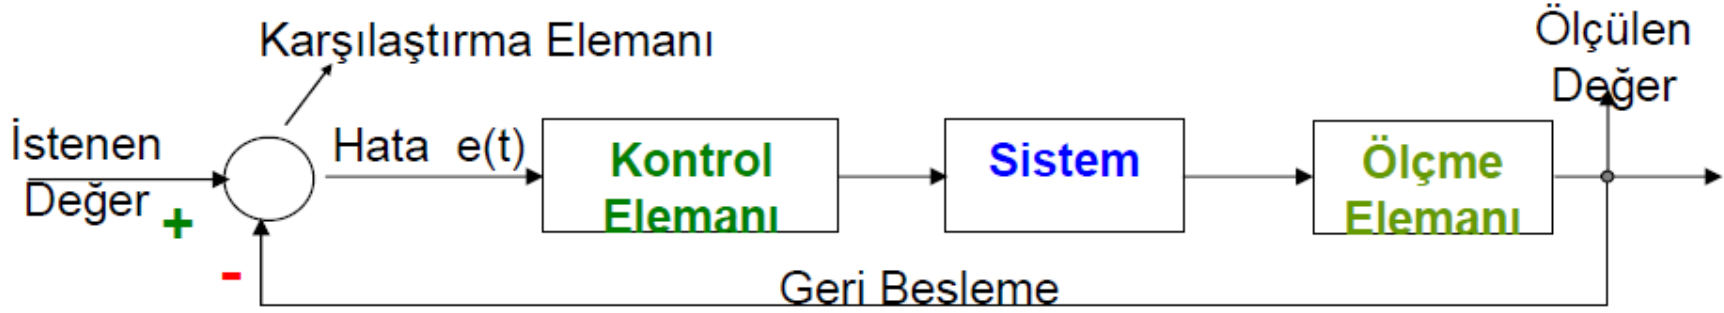 Karşılaştırma Elemanı
Ölçülen
Değer
İstenen
Değer
+
-
Hata e(t)
Kontrol
Elemanı
Sistem
Ölçme
Elemanı
Geri Besleme